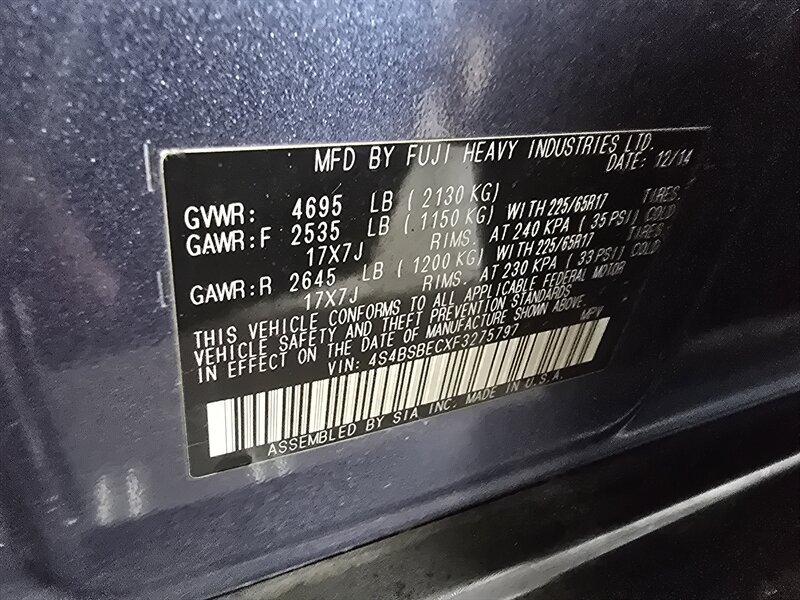 MFD BY FUJI HEAVY INDUSTRIES LTD.
DATE: 12/14
GVWR: 4695 LB ( 2130 KG)
GAWR:F 2535 LB ( 1150 KG) WITH 225/65R17 TIRES.
17X7J RIMS. AT 240 KPA ( 35 PSI) COLD
GAWR:R 2645 LB ( 1200 KG) WITH 225/65R17 TIRES.
17X7J RIMS. AT 230 KPA ( 33 PSI) COLD
THIS VEHICLE CONFORMS TO ALL APPLICABLE FEDERAL MOTOR
VEHICLE SAFETY AND THEFT PREVENTION STANDARDS
IN EFFECT ON THE DATE OF MANUFACTURE SHOWN ABOVE.
VIN: 4S4BSBECXF3275797 MPV
ASSEMBLED BY SIA INC. MADE IN U.S.A.